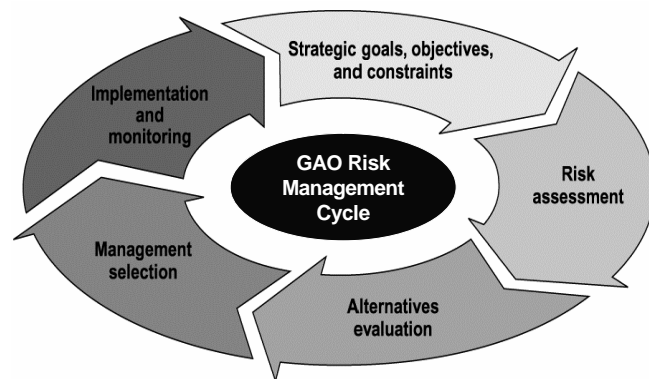 Strategic goals, objectives,
and constraints
Risk
assessment
Alternatives
evaluation
Management
selection
Implementation
and
monitoring
GAO Risk
Management
Cycle